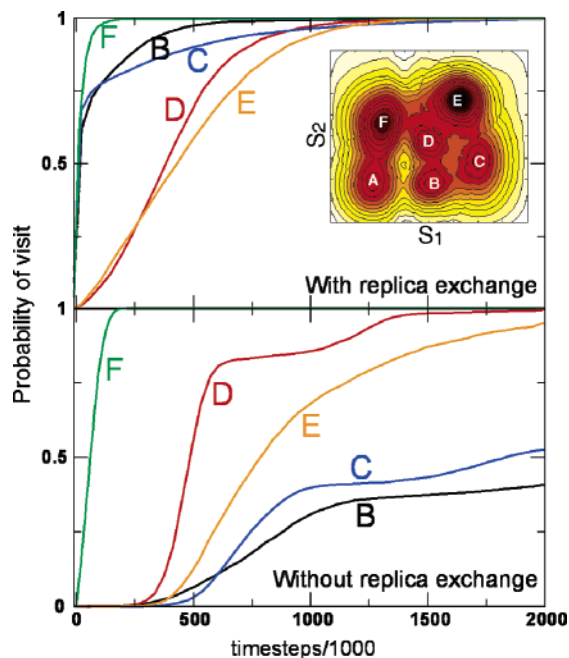 1
F
B
C
D
E
0.5
With replica exchange
S2
F
E
D
C
A
B
S1
Probability of visit
1
F
D
E
C
B
0.5
Without replica exchange
0
0
500
1000
1500
2000
timesteps/1000